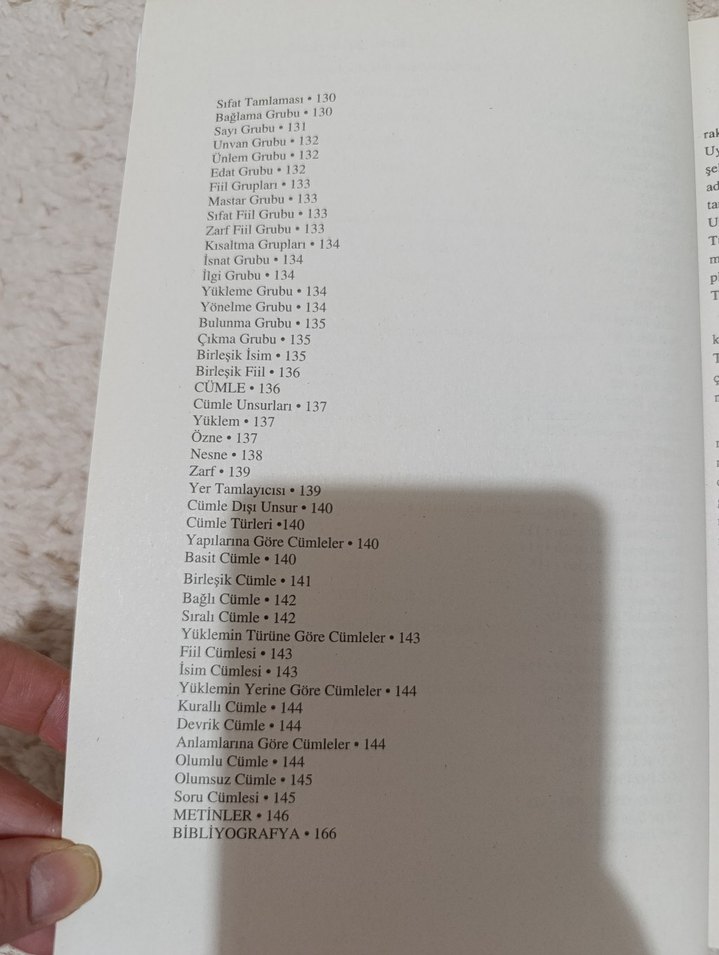 Sıfat Tamlaması • 130
Bağlama Grubu • 130
Sayı Grubu • 131
Unvan Grubu • 132
Ünlem Grubu • 132
Edat Grubu • 132
Fiil Grupları • 133
Mastar Grubu • 133
Sıfat Fiil Grubu • 133
Zarf Fiil Grubu • 133
Kısaltma Grupları • 134
İsnat Grubu • 134
İlgi Grubu • 134
Yükleme Grubu • 134
Yönelme Grubu • 134
Bulunma Grubu • 135
Çıkma Grubu • 135
Birleşik İsim • 135
Birleşik Fiil • 136
CÜMLE • 136
Cümle Unsurları • 137
Yüklem • 137
Özne • 137
Nesne • 138
Zarf • 139
Yer Tamlayıcısı • 139
Cümle Dışı Unsur • 140
Cümle Türleri •140
Yapılarına Göre Cümleler • 140
Basit Cümle • 140
Birleşik Cümle • 141
Bağlı Cümle • 142
Sıralı Cümle • 142
Yüklemin Türüne Göre Cümleler • 143
Fiil Cümlesi • 143
İsim Cümlesi • 143
Yüklemin Yerine Göre Cümleler • 144
Kurallı Cümle • 144
Devrik Cümle • 144
Anlamlarına Göre Cümleler • 144
Olumlu Cümle • 144
Olumsuz Cümle • 145
Soru Cümlesi • 145
METİNLER • 146
BİBLİYOGRAFYA • 166